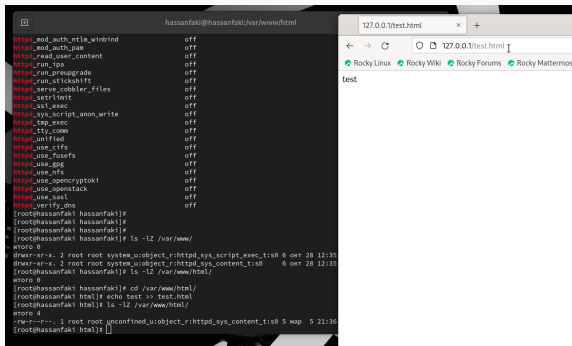 hassanfaki@hassanfaki:/var/www/html
httpd_mod_auth_ntlm_winbind off
httpd_mod_auth_pam off
httpd_read_user_content off
httpd_run_ipa off
httpd_run_preupgrade off
httpd_run_stickshift off
httpd_serve_cobbler_files off
httpd_setrlimit off
httpd_ssi_exec off
httpd_sys_script_anon_write off
httpd_tmp_exec off
httpd_tty_comm off
httpd_unified off
httpd_use_cifs off
httpd_use_fusefs off
httpd_use_gpg off
httpd_use_nfs off
httpd_use_opencryptoki off
httpd_use_openstack off
httpd_use_sasl off
httpd_verify_dns off
[root@hassanfaki hassanfaki]#
[root@hassanfaki hassanfaki]#
[root@hassanfaki hassanfaki]#
[root@hassanfaki hassanfaki]# ls -lZ /var/www/
итого 0
drwxr-xr-x. 2 root root system_u:object_r:httpd_sys_script_exec_t:s0 6 окт 28 12:35
drwxr-xr-x. 2 root root system_u:object_r:httpd_sys_content_t:s0 6 окт 28 12:35
[root@hassanfaki hassanfaki]# ls -lZ /var/www/html/
итого 0
[root@hassanfaki hassanfaki]# cd /var/www/html/
[root@hassanfaki html]# echo test >> test.html
[root@hassanfaki html]# ls -lZ /var/www/html/
итого 4
-rw-r--r--. 1 root root unconfined_u:object_r:httpd_sys_content_t:s0 5 мар 5 21:36
[root@hassanfaki html]#
127.0.0.1/test.html
127.0.0.1/test.html
Rocky Linux Rocky Wiki Rocky Forums Rocky Mattermos
test